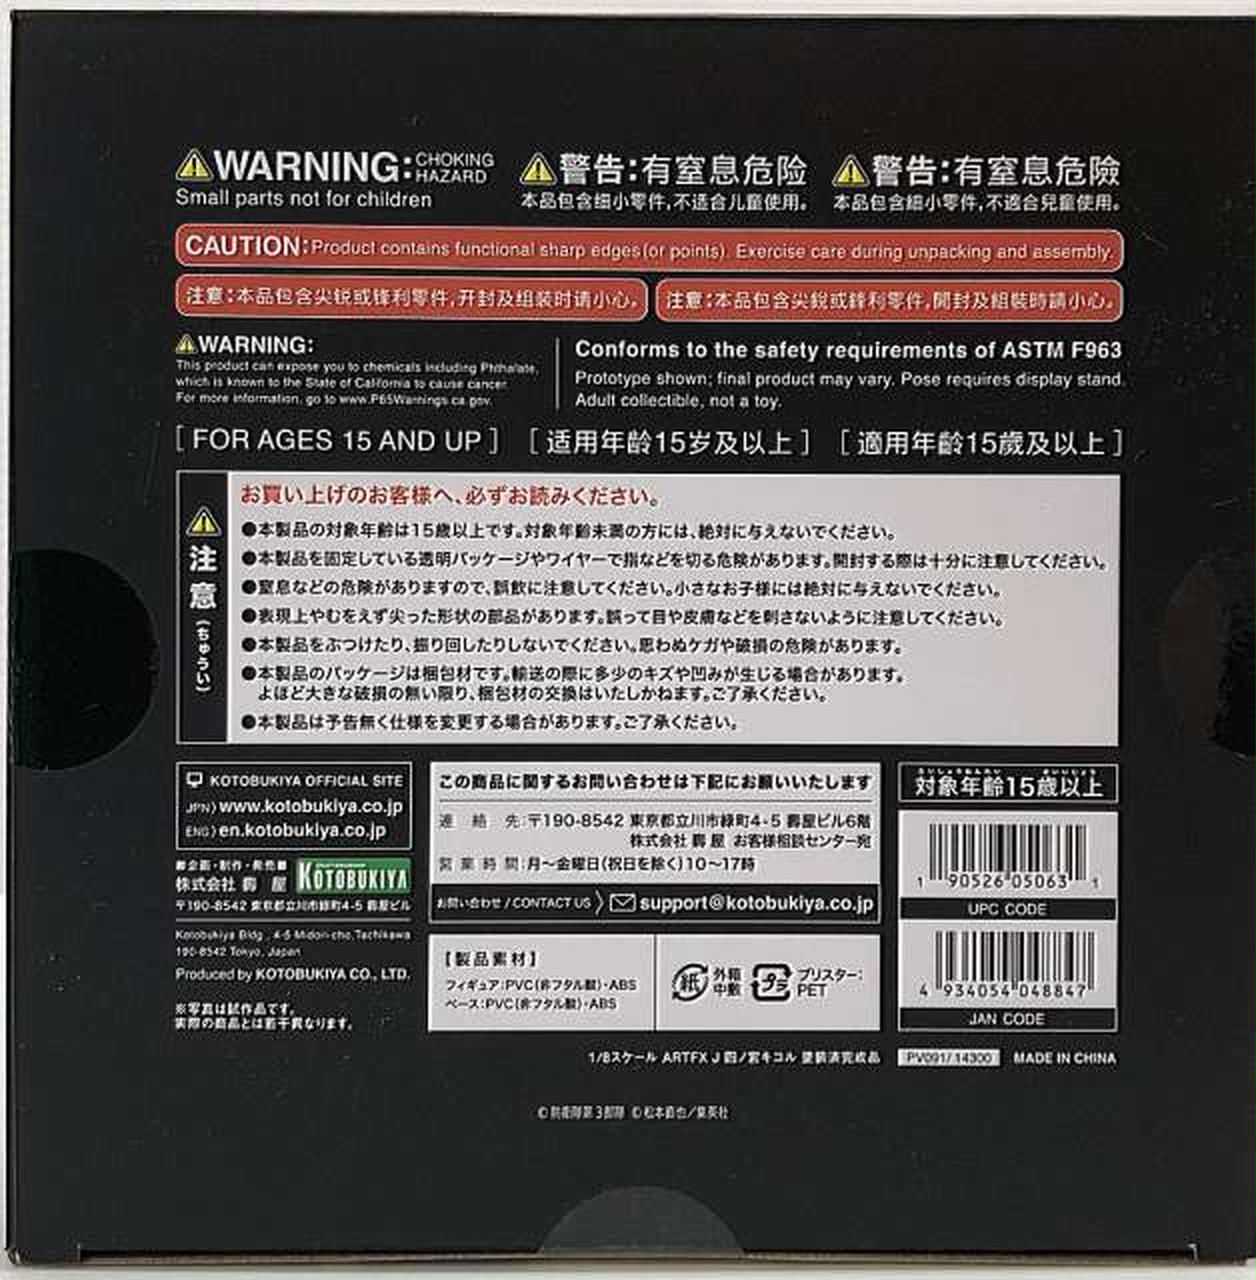 WARNING: CHOKING HAZARD
Small parts not for children
警告:有窒息危险
本品包含细小零件,不适合儿童使用。
警告:有窒息危險
本品包含細小零件,不適合兒童使用。
CAUTION:Product contains functional sharp edges(or points). Exercise care during unpacking and assembly.
注意:本品包含尖锐或锋利零件,开封及组装时请小心。
注意:本品包含尖銳或鋒利零件,開封及組裝時請小心。
WARNING:
This product can expose you to chemicals including Phthalate,
which is known to the State of California to cause cancer.
For more information, go to www.P65Warnings.ca.gov.
Conforms to the safety requirements of ASTM F963
Prototype shown; final product may vary. Pose requires display stand.
Adult collectible, not a toy.
[ FOR AGES 15 AND UP ] [ 适用年龄15岁及以上 ] [ 適用年齡15歲及以上 ]
注意(ちゅうい)
お買い上げのお客様へ、必ずお読みください。
●本製品の対象年齢は15歳以上です。対象年齢未満の方には、絶対に与えないでください。
●本製品を固定している透明パッケージやワイヤーで指などを切る危険があります。開封する際は十分に注意してください。
●窒息などの危険がありますので、誤飲に注意してください。小さなお子様には絶対に与えないでください。
●表現上やむをえず尖った形状の部品があります。誤って目や皮膚などを刺さないように注意してください。
●本製品をぶつけたり、振り回したりしないでください。思わぬケガや破損の危険があります。
●本製品のパッケージは梱包材です。輸送の際に多少のキズや凹みが生じる場合があります。
よほど大きな破損の無い限り、梱包材の交換はいたしかねます。ご了承ください。
●本製品は予告無く仕様を変更する場合があります。ご了承ください。
KOTOBUKIYA OFFICIAL SITE
JPN〉www.kotobukiya.co.jp
ENG〉en.kotobukiya.co.jp
■企画・制作・発売■
株式会社 壽 屋
KOTOBUKIYA
〒190-8542 東京都立川市緑町4-5 壽屋ビル
Kotobukiya Bldg., 4-5 Midori-cho,Tachikawa
190-8542 Tokyo, Japan
Produced by KOTOBUKIYA CO., LTD.
※写真は試作品です。
実際の商品とは若干異なります。
この商品に関するお問い合わせは下記にお願いいたします
連絡先:〒190-8542 東京都立川市緑町4-5 壽屋ビル6階
株式会社 壽 屋 お客様相談センター宛
営業時間:月〜金曜日(祝日を除く)10〜17時
お問い合わせ / CONTACT US 〉 support@kotobukiya.co.jp
【製品素材】
フィギュア:PVC(非フタル酸)・ABS
ベース:PVC(非フタル酸)・ABS
紙 外箱 中敷
プラ ブリスター: PET
たいしょうねんれい いじょう
対象年齢15歳以上
1 90526 05063 1
UPC CODE
4 934054 048847
JAN CODE
1/8スケール ARTFX J 四ノ宮キコル 塗装済完成品
PV091/ 14300
MADE IN CHINA
© 防衛隊第3部隊 ©松本直也／集英社